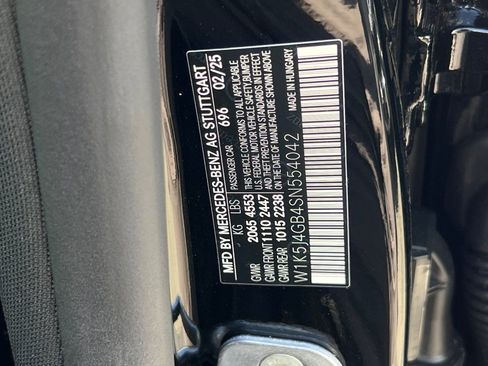 MFD BY MERCEDES-BENZ AG STUTTGART
696 02/25
KG LBS
GWR 2065 4553
GAWR FRONT 1110 2447
GAWR REAR 1015 2238
PASSENGER CAR
THIS VEHICLE CONFORMS TO ALL APPLICABLE
U.S. FEDERAL MOTOR VEHICLE SAFETY, BUMPER
AND THEFT PREVENTION STANDARDS IN EFFECT
ON THE DATE OF MANUFACTURE SHOWN ABOVE
W1K5J4GB4SN554042
MADE IN HUNGARY